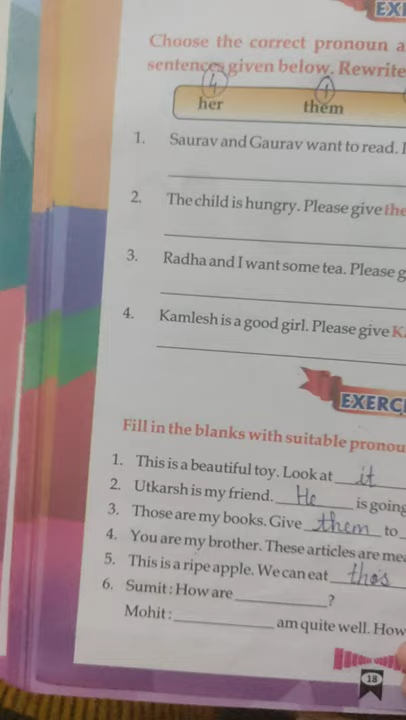 EXE
Choose the correct pronoun a
sentences given below. Rewrite
4 1
her them
1. Saurav and Gaurav want to read.
2. The child is hungry. Please give the
3. Radha and I want some tea. Please g
4. Kamlesh is a good girl. Please give K
EXERCI
Fill in the blanks with suitable pronou
1. This is a beautiful toy. Look at it
2. Utkarsh is my friend. He is going
3. Those are my books. Give them to
4. You are my brother. These articles are mea
5. This is a ripe apple. We can eat
6. Sumit : How are ?
Mohit : am quite well. How
18